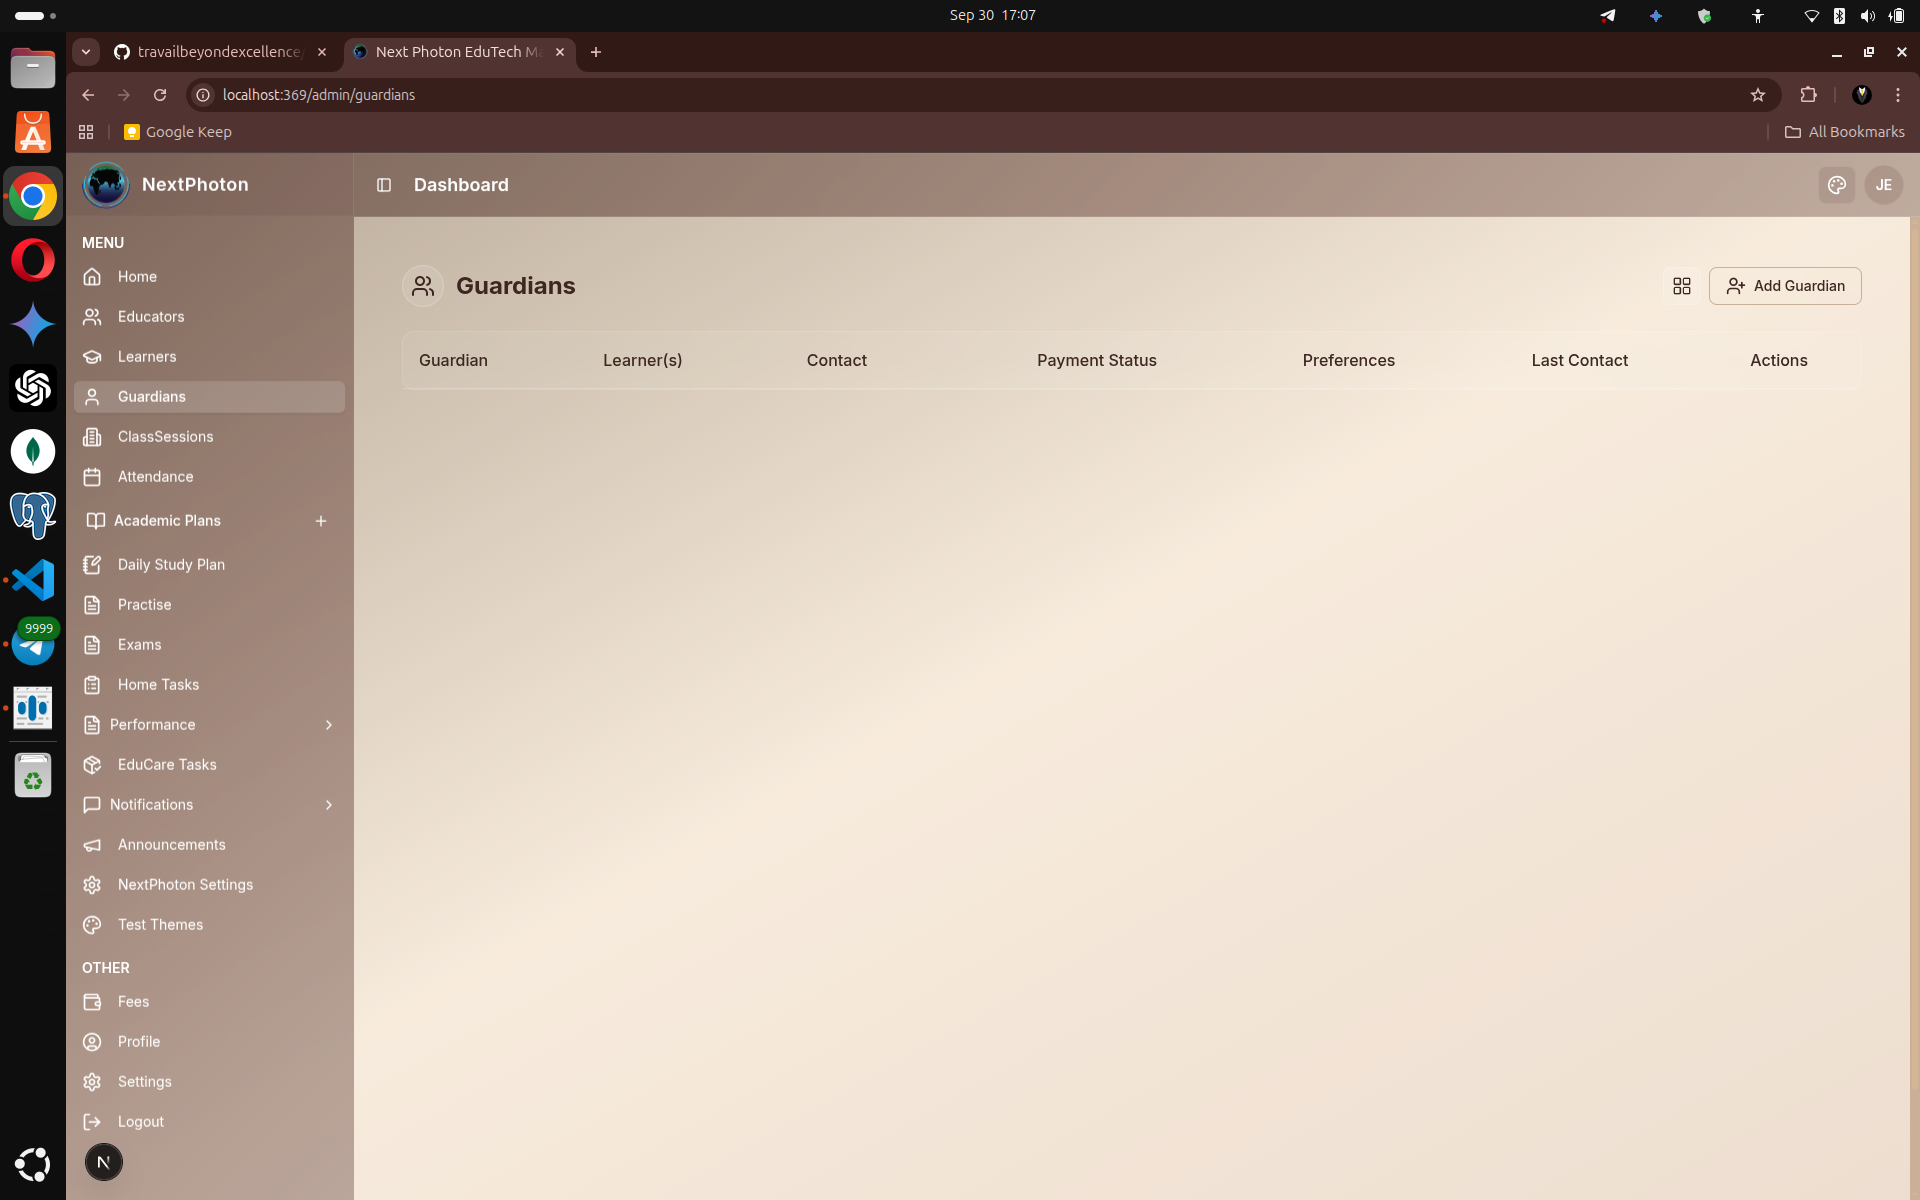 Sep 30 17:07
travailbeyondexcellence
Next Photon EduTech M
localhost:369/admin/guardians
Google Keep
All Bookmarks
NextPhoton
Dashboard
JE
MENU
Home
Educators
Learners
Guardians
ClassSessions
Attendance
Academic Plans
Daily Study Plan
Practise
Exams
Home Tasks
Performance
EduCare Tasks
Notifications
Announcements
NextPhoton Settings
Test Themes
OTHER
Fees
Profile
Settings
Logout
N
Guardians
Add Guardian
Guardian Learner(s) Contact Payment Status Preferences Last Contact Actions
9999